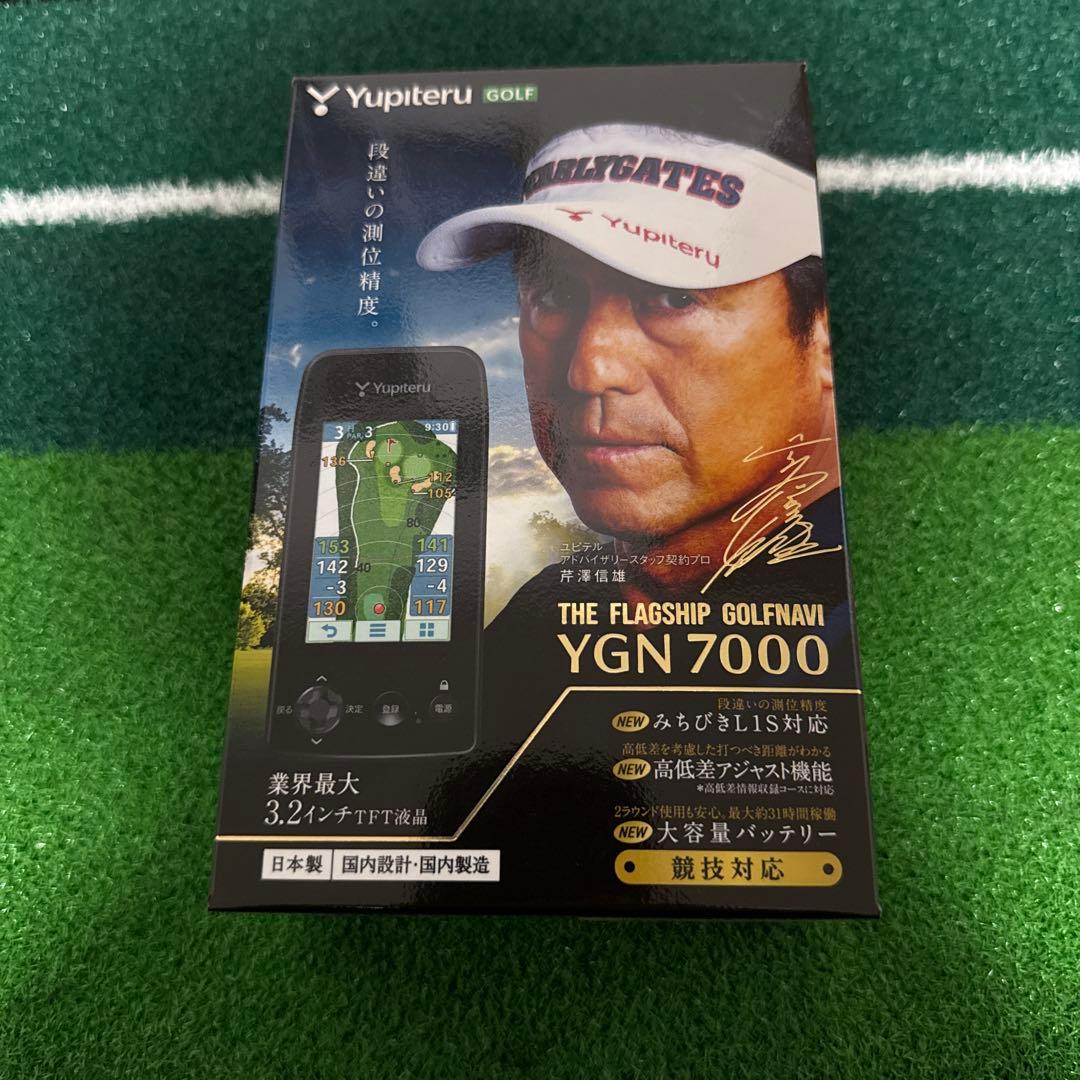 Yupiteru GOLF
段違いの測位精度。
PEARLYGATES
Yupiteru
Yupiteru
3 H PAR 3 9:30
136
112
105
80
153 141
142 40 129
-3 -4
130 117
戻る 決定 登録 電源
ユピテル
アドバイザリースタッフ契約プロ
芹澤信雄
THE FLAGSHIP GOLFNAVI
YGN 7000
段違いの測位精度
NEW みちびきL1S対応
高低差を考慮した打つべき距離がわかる
NEW 高低差アジャスト機能
*高低差情報収録コースに対応
2ラウンド使用も安心。最大約31時間稼働
NEW 大容量バッテリー
競技対応
業界最大
3.2インチTFT液晶
日本製 国内設計・国内製造